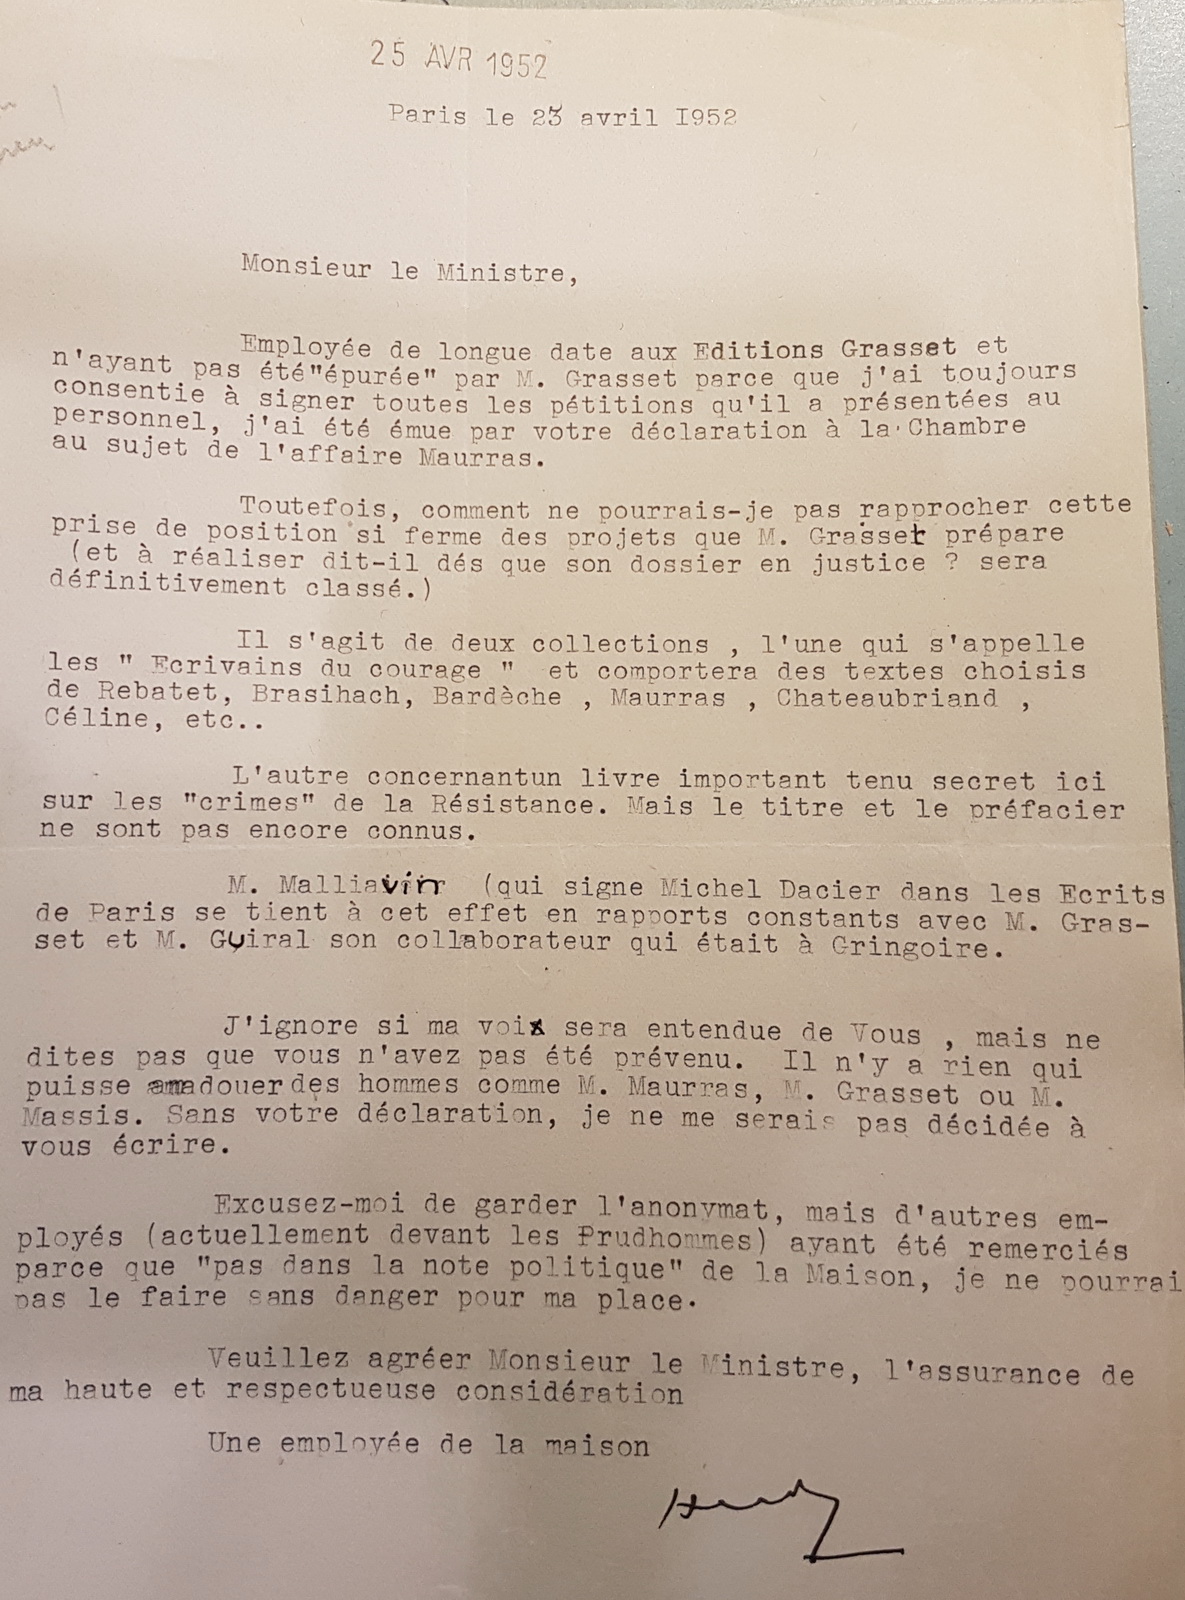 25 AVR 1952
Paris le 23 avril I952
Monsieur le Ministre,
Employée de longue date aux Editions Grasset et
n'ayant pas été"épurée" par M. Grasset parce que j'ai toujours
consentie à signer toutes les pétitions qu'il a présentées au
personnel, j'ai été émue par votre déclaration à la Chambre
au sujet de l'affaire Maurras.
Toutefois, comment ne pourrais-je pas rapprocher cette
prise de position si ferme des projets que M. Grasset prépare
(et à réaliser dit-il dés que son dossier en justice ? sera
définitivement classé.)
Il s'agit de deux collections , l'une qui s'appelle
les " Ecrivains du courage " et comportera des textes choisis
de Rebatet, Brasihach, Bardèche , Maurras , Chateaubriand ,
Céline, etc..
L'autre concernantun livre important tenu secret ici
sur les "crimes" de la Résistance. Mais le titre et le préfacier
ne sont pas encore connus.
M. Malliavin (qui signe Michel Dacier dans les Ecrits
de Paris se tient à cet effet en rapports constants avec M. Gras-
set et M. Guiral son collaborateur qui était à Gringoire.
J'ignore si ma voix sera entendue de Vous , mais ne
dites pas que vous n'avez pas été prévenu. Il n'y a rien qui
puisse amadouer des hommes comme M. Maurras, M. Grasset ou M.
Massis. Sans votre déclaration, je ne me serais pas décidée à
vous écrire.
Excusez-moi de garder l'anonymat, mais d'autres em-
ployés (actuellement devant les Prudhommes) ayant été remerciés
parce que "pas dans la note politique" de la Maison, je ne pourrai
pas le faire sans danger pour ma place.
Veuillez agréer Monsieur le Ministre, l'assurance de
ma haute et respectueuse considération
Une employée de la maison